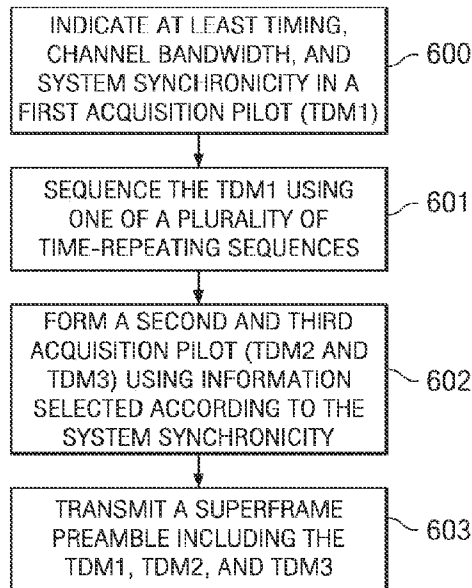 INDICATE AT LEAST TIMING,
CHANNEL BANDWIDTH, AND
SYSTEM SYNCHRONICITY IN A
FIRST ACQUISITION PILOT (TDM1)
600
SEQUENCE THE TDM1 USING
ONE OF A PLURALITY OF
TIME-REPEATING SEQUENCES
601
FORM A SECOND AND THIRD
ACQUISITION PILOT (TDM2 AND
TDM3) USING INFORMATION
SELECTED ACCORDING TO THE
SYSTEM SYNCHRONICITY
602
TRANSMIT A SUPERFRAME
PREAMBLE INCLUDING THE
TDM1, TDM2, AND TDM3
603